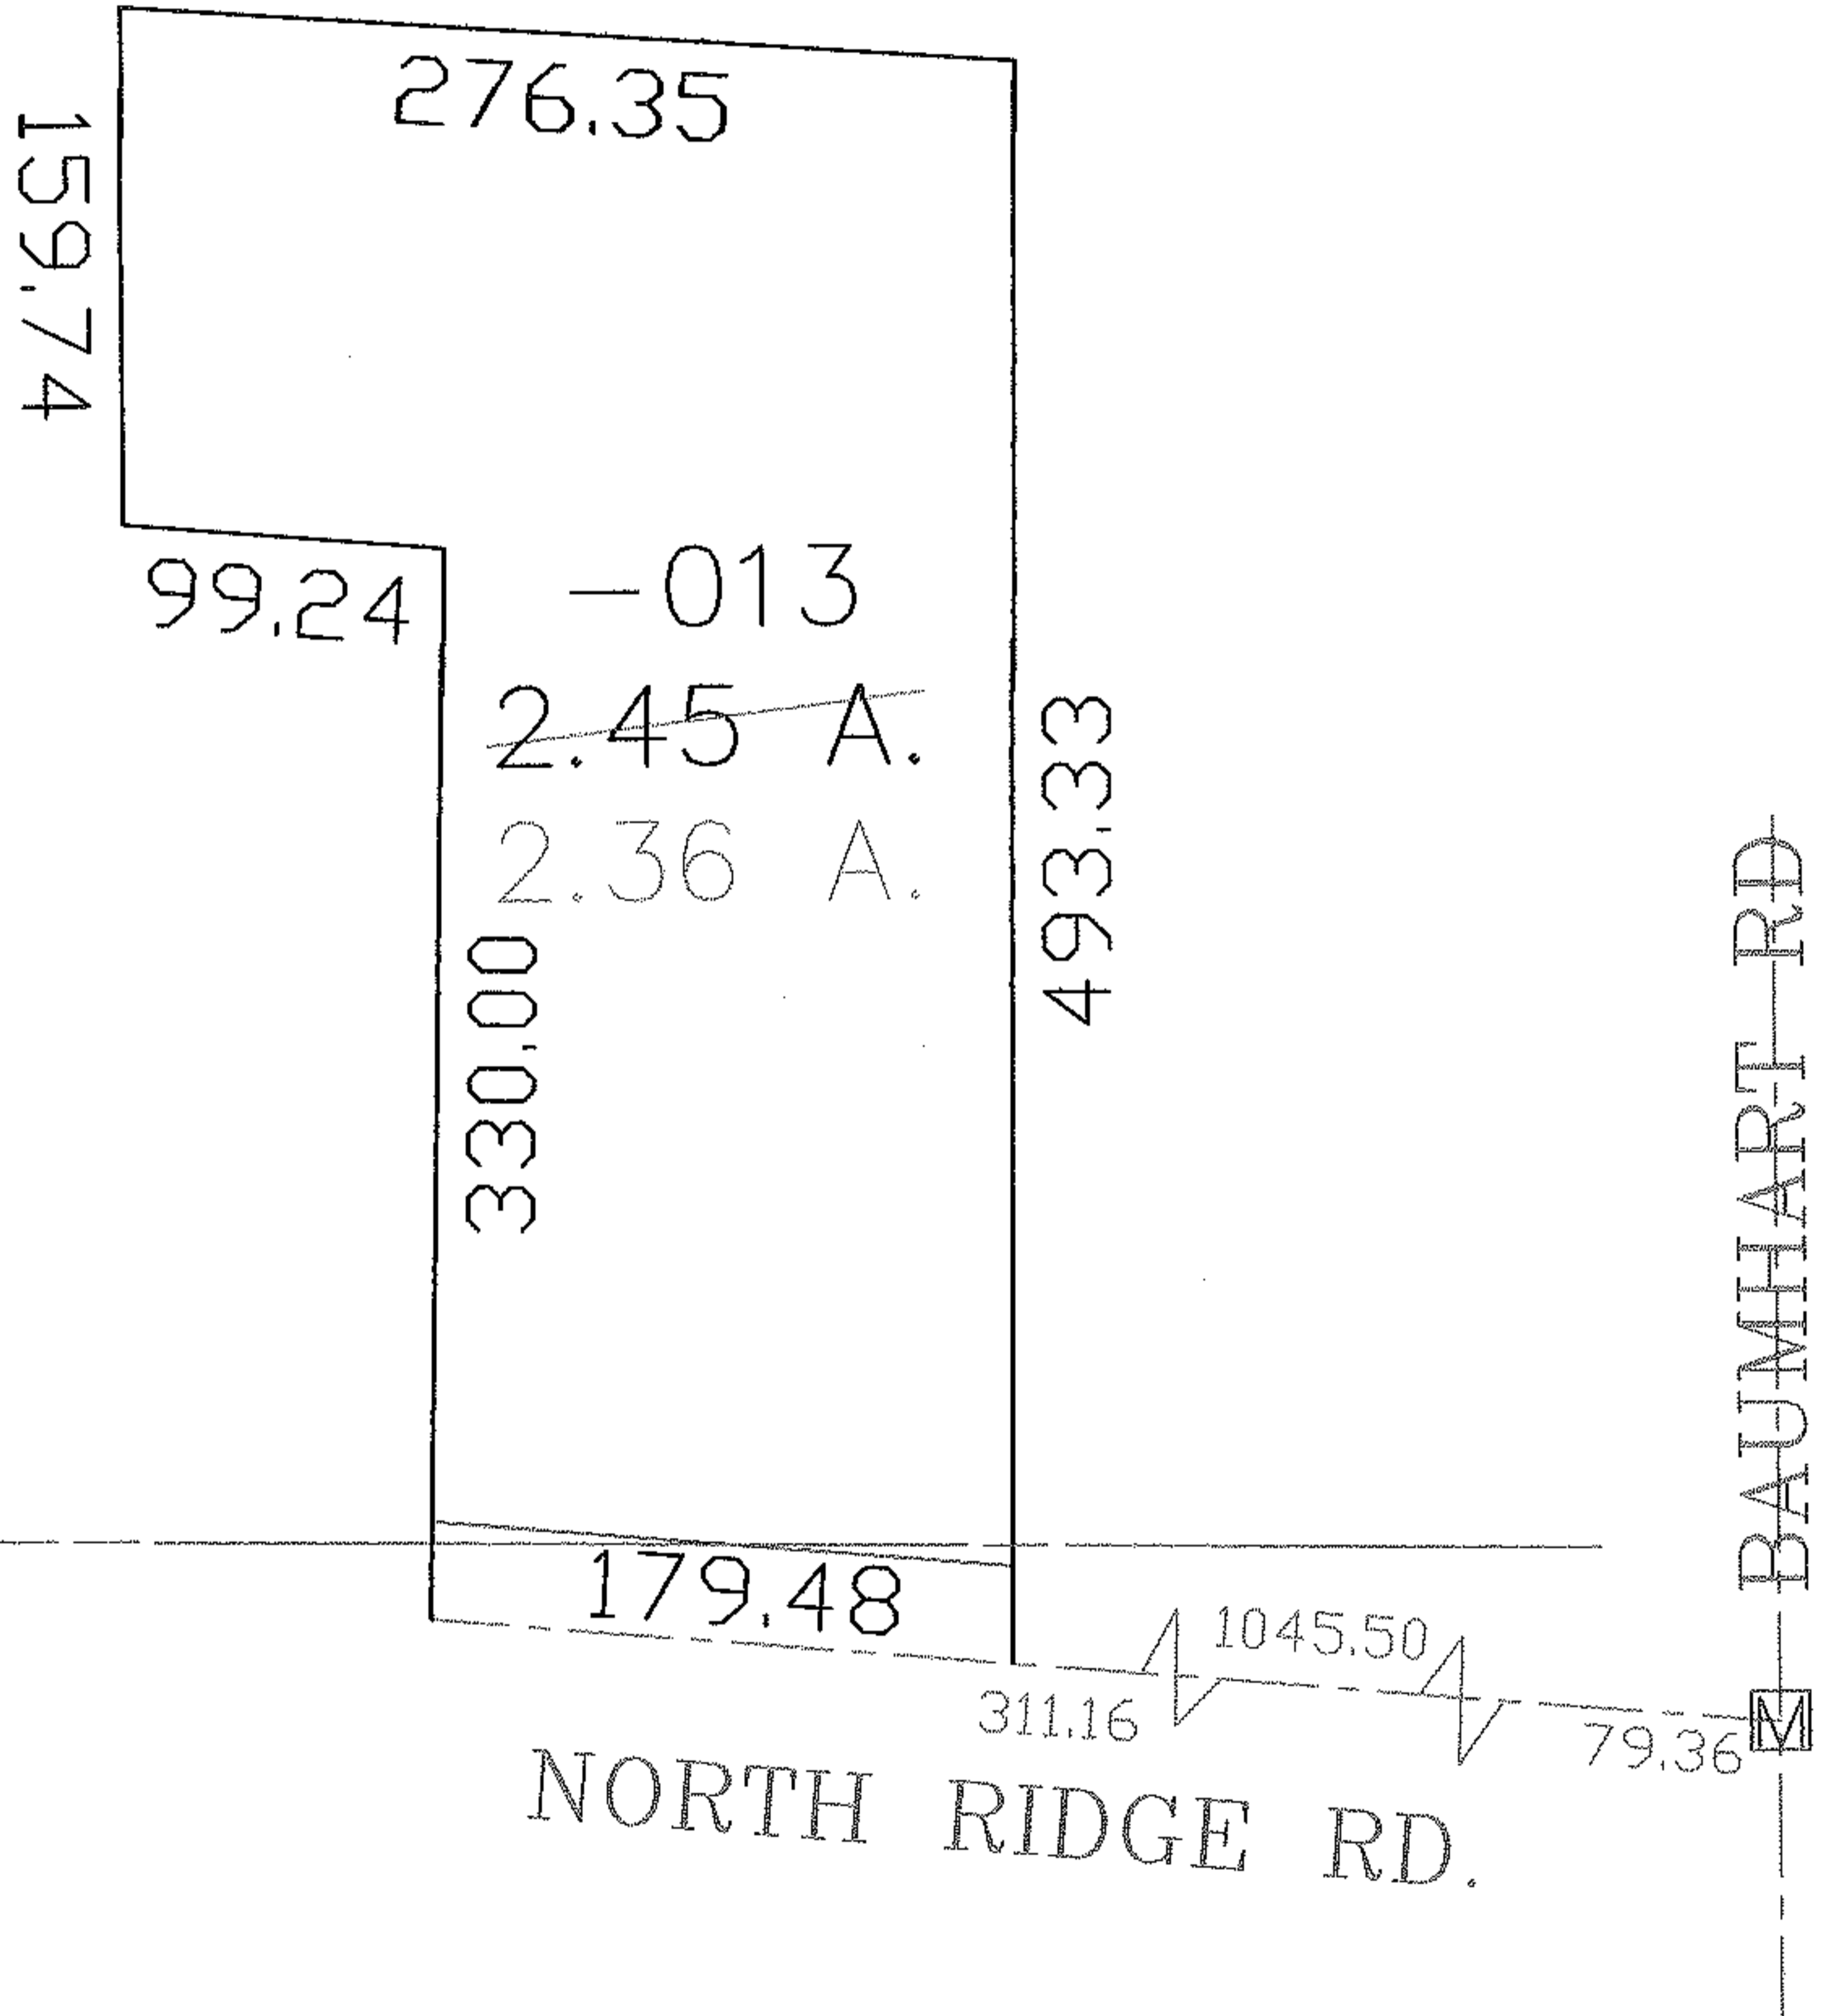 276.35
159.74
99.24
-013
2.45 A.
2.36 A.
493.33
330.00
BAUMHART RD
179.48
1045.50
311.16
79.36
M
NORTH RIDGE RD.